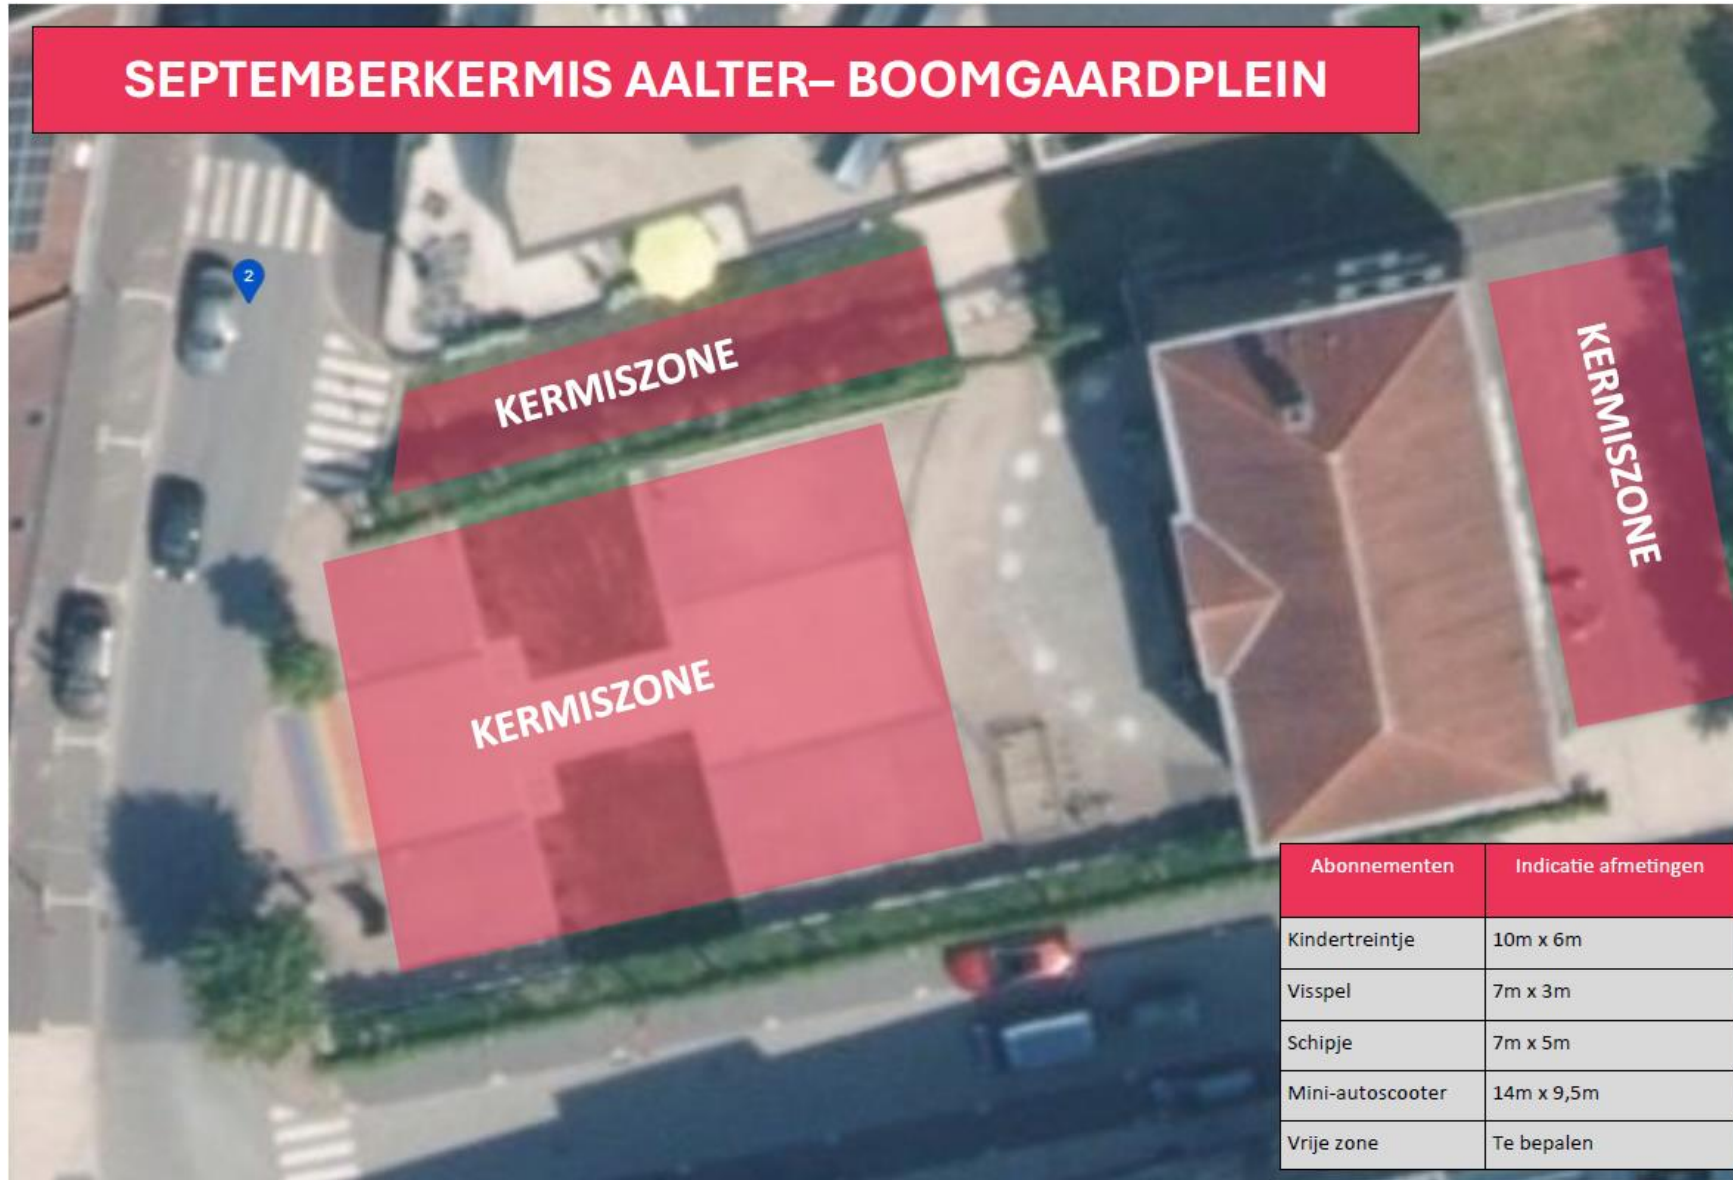 SEPTEMBERKERMIS AALTER– BOOMGAARDPLEIN
2
KERMISZONE
KERMISZONE
KERMISZONE
Abonnementen Indicatie afmetingen
Kindertreintje 10m x 6m
Visspel 7m x 3m
Schipje 7m x 5m
Mini-autoscooter 14m x 9,5m
Vrije zone Te bepalen